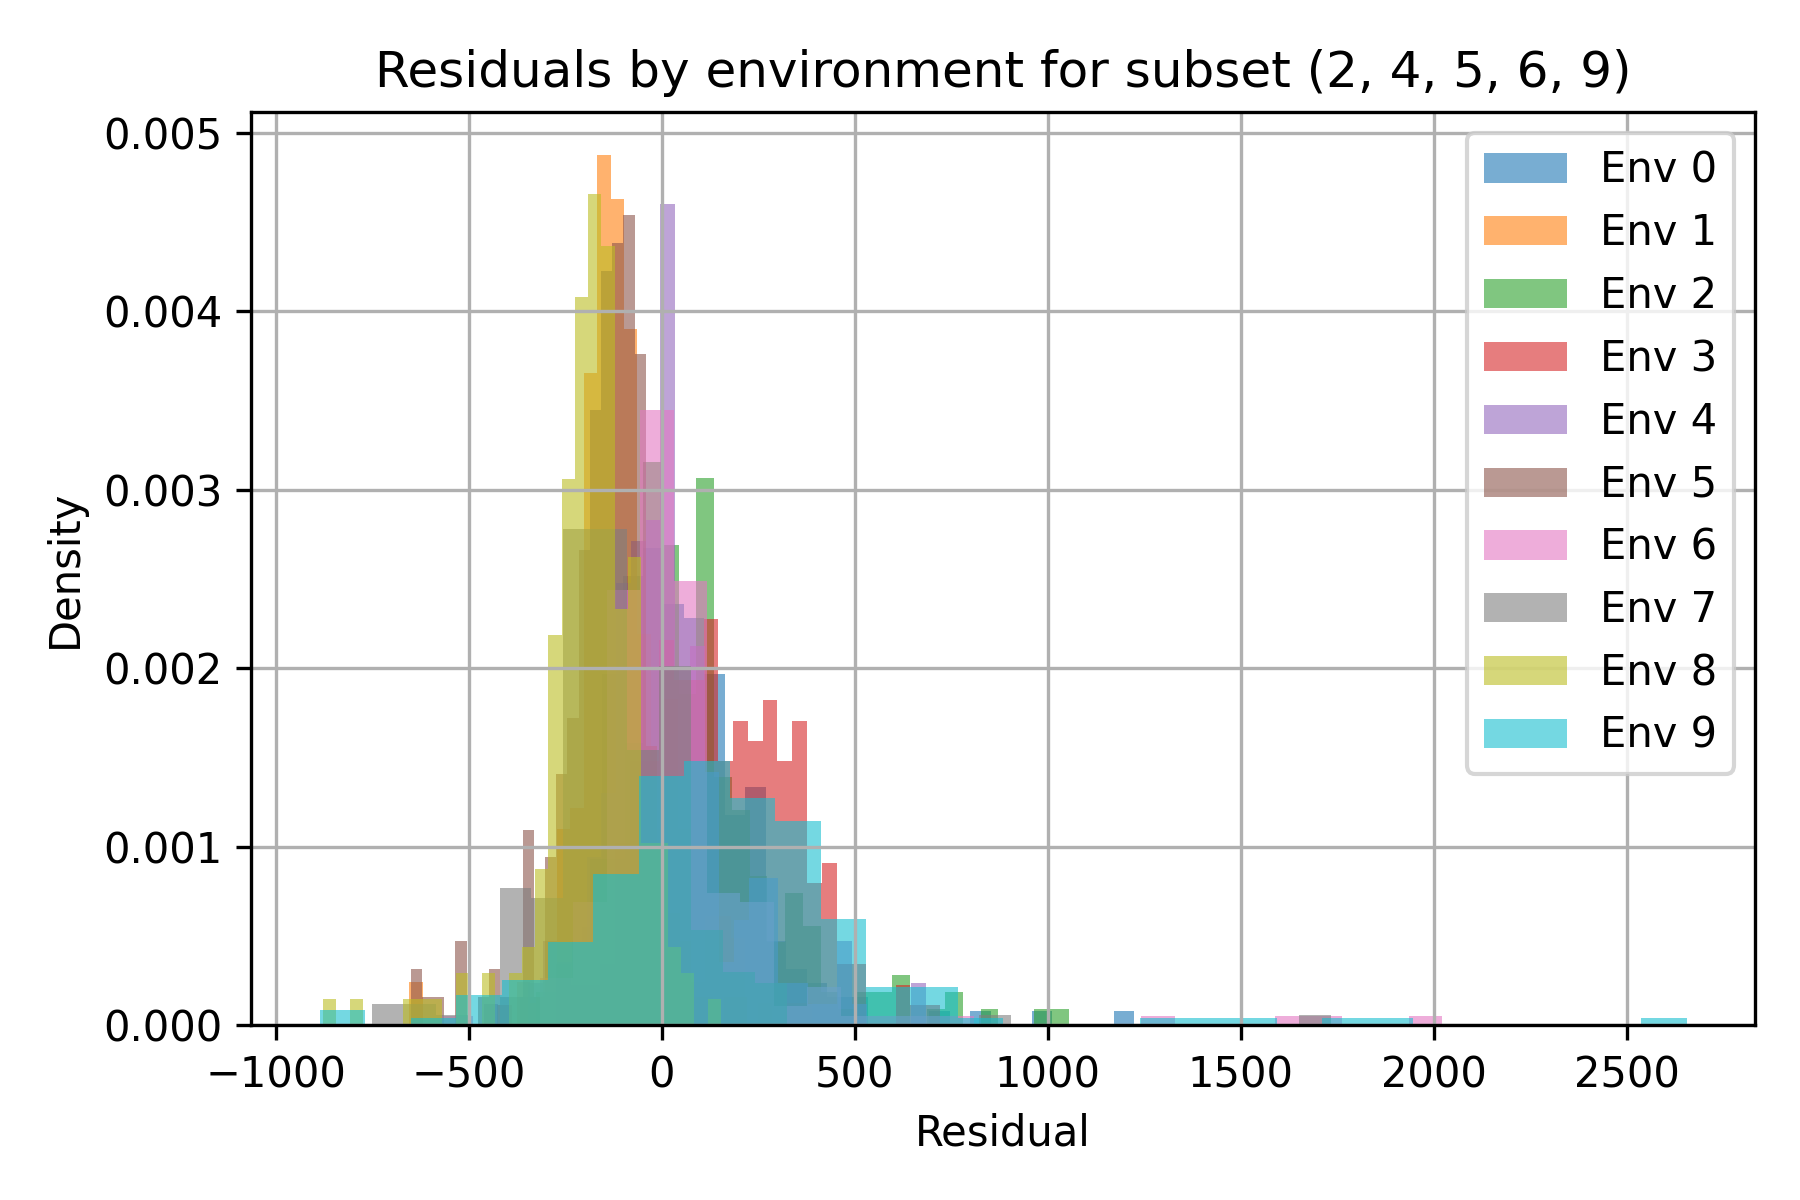 Residuals by environment for subset (2, 4, 5, 6, 9)
0.005
0.004
0.003
0.002
0.001
0.000
Density
−1000
−500
0
500
1000
1500
2000
2500
Residual
Env 0
Env 1
Env 2
Env 3
Env 4
Env 5
Env 6
Env 7
Env 8
Env 9